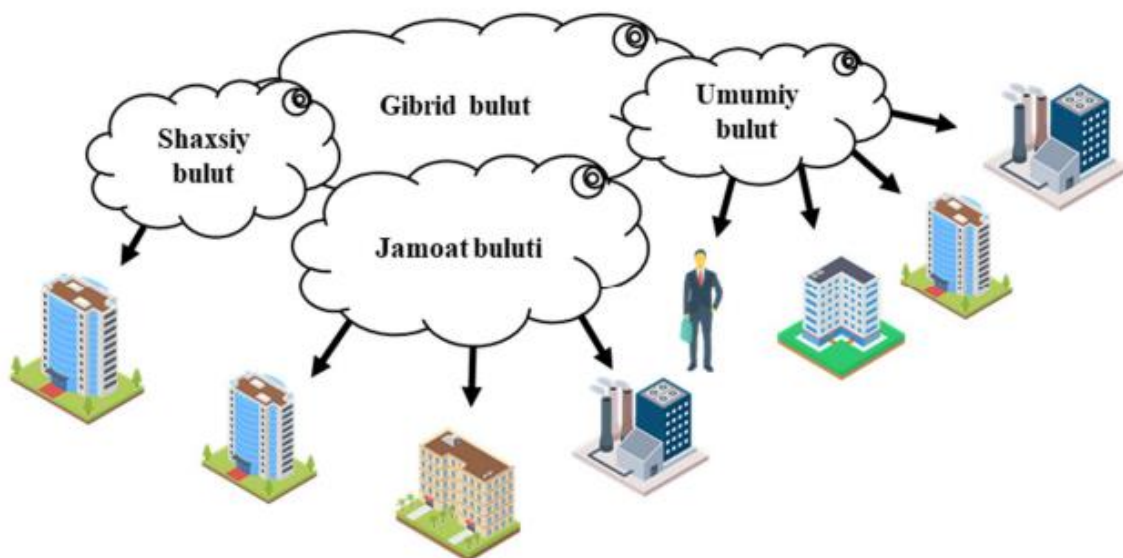 Gibrid bulut
Umumiy
bulut
Shaxsiy
bulut
Jamoat buluti